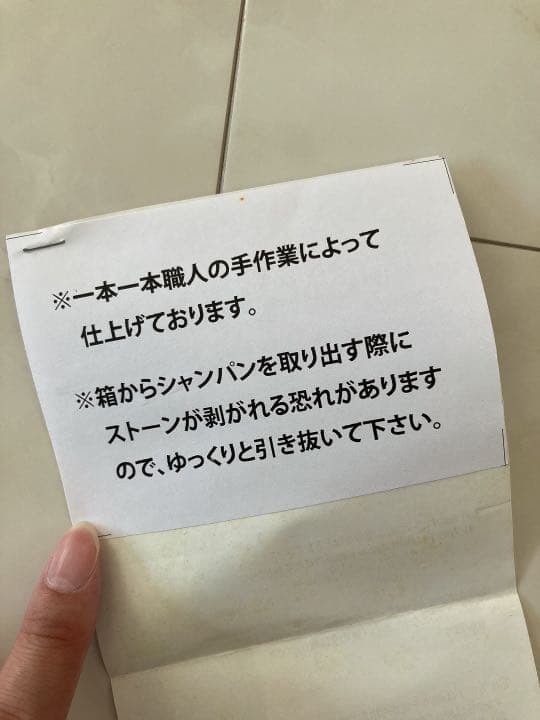 ※一本一本職人の手作業によって
仕上げております。
※箱からシャンパンを取り出す際に
ストーンが剥がれる恐れがあります
ので、ゆっくりと引き抜いて下さい。